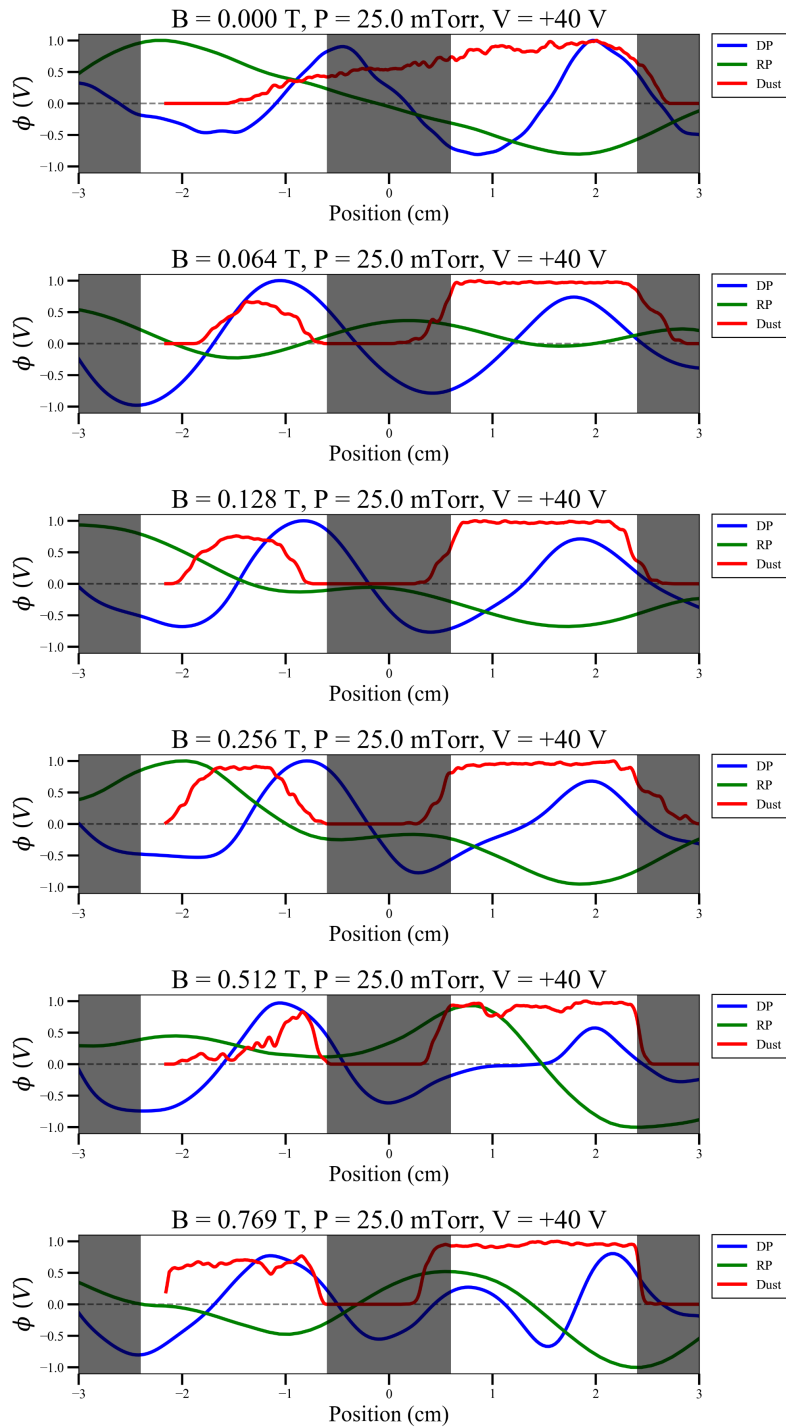 B = 0.000 T, P = 25.0 mTorr, V = +40 V
1.0
0.5
0.0
−0.5
−1.0
ϕ (V)
−3 −2 −1 0 1 2 3
Position (cm)
DP
RP
Dust
B = 0.064 T, P = 25.0 mTorr, V = +40 V
1.0
0.5
0.0
−0.5
−1.0
ϕ (V)
−3 −2 −1 0 1 2 3
Position (cm)
DP
RP
Dust
B = 0.128 T, P = 25.0 mTorr, V = +40 V
1.0
0.5
0.0
−0.5
−1.0
ϕ (V)
−3 −2 −1 0 1 2 3
Position (cm)
DP
RP
Dust
B = 0.256 T, P = 25.0 mTorr, V = +40 V
1.0
0.5
0.0
−0.5
−1.0
ϕ (V)
−3 −2 −1 0 1 2 3
Position (cm)
DP
RP
Dust
B = 0.512 T, P = 25.0 mTorr, V = +40 V
1.0
0.5
0.0
−0.5
−1.0
ϕ (V)
−3 −2 −1 0 1 2 3
Position (cm)
DP
RP
Dust
B = 0.769 T, P = 25.0 mTorr, V = +40 V
1.0
0.5
0.0
−0.5
−1.0
ϕ (V)
−3 −2 −1 0 1 2 3
Position (cm)
DP
RP
Dust